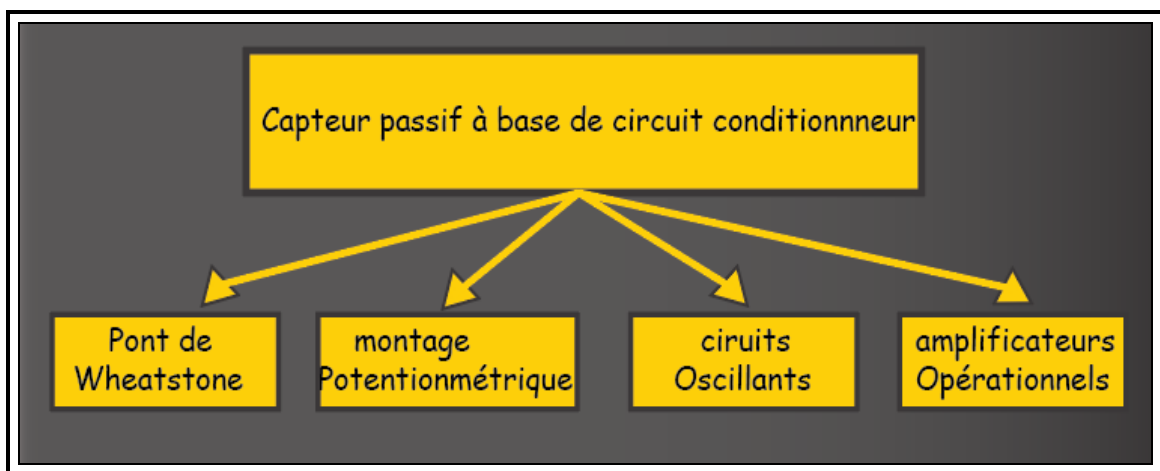 Capteur passif à base de circuit conditionnneur
Pont de
Wheatstone
montage
Potentionmétrique
ciruits
Oscillants
amplificateurs
Opérationnels